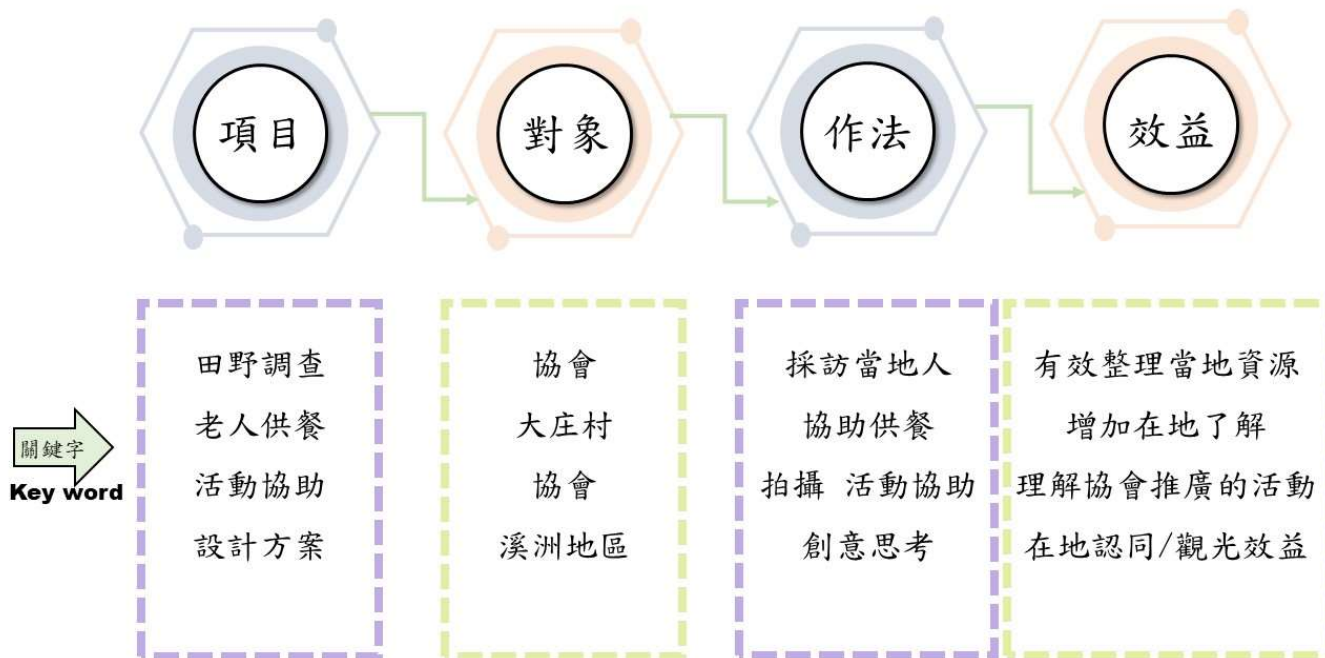 項目
對象
作法
效益
關鍵字
Key word
田野調查
老人供餐
活動協助
設計方案
協會
大庄村
協會
溪洲地區
採訪當地人
協助供餐
拍攝 活動協助
創意思考
有效整理當地資源
增加在地了解
理解協會推廣的活動
在地認同/觀光效益